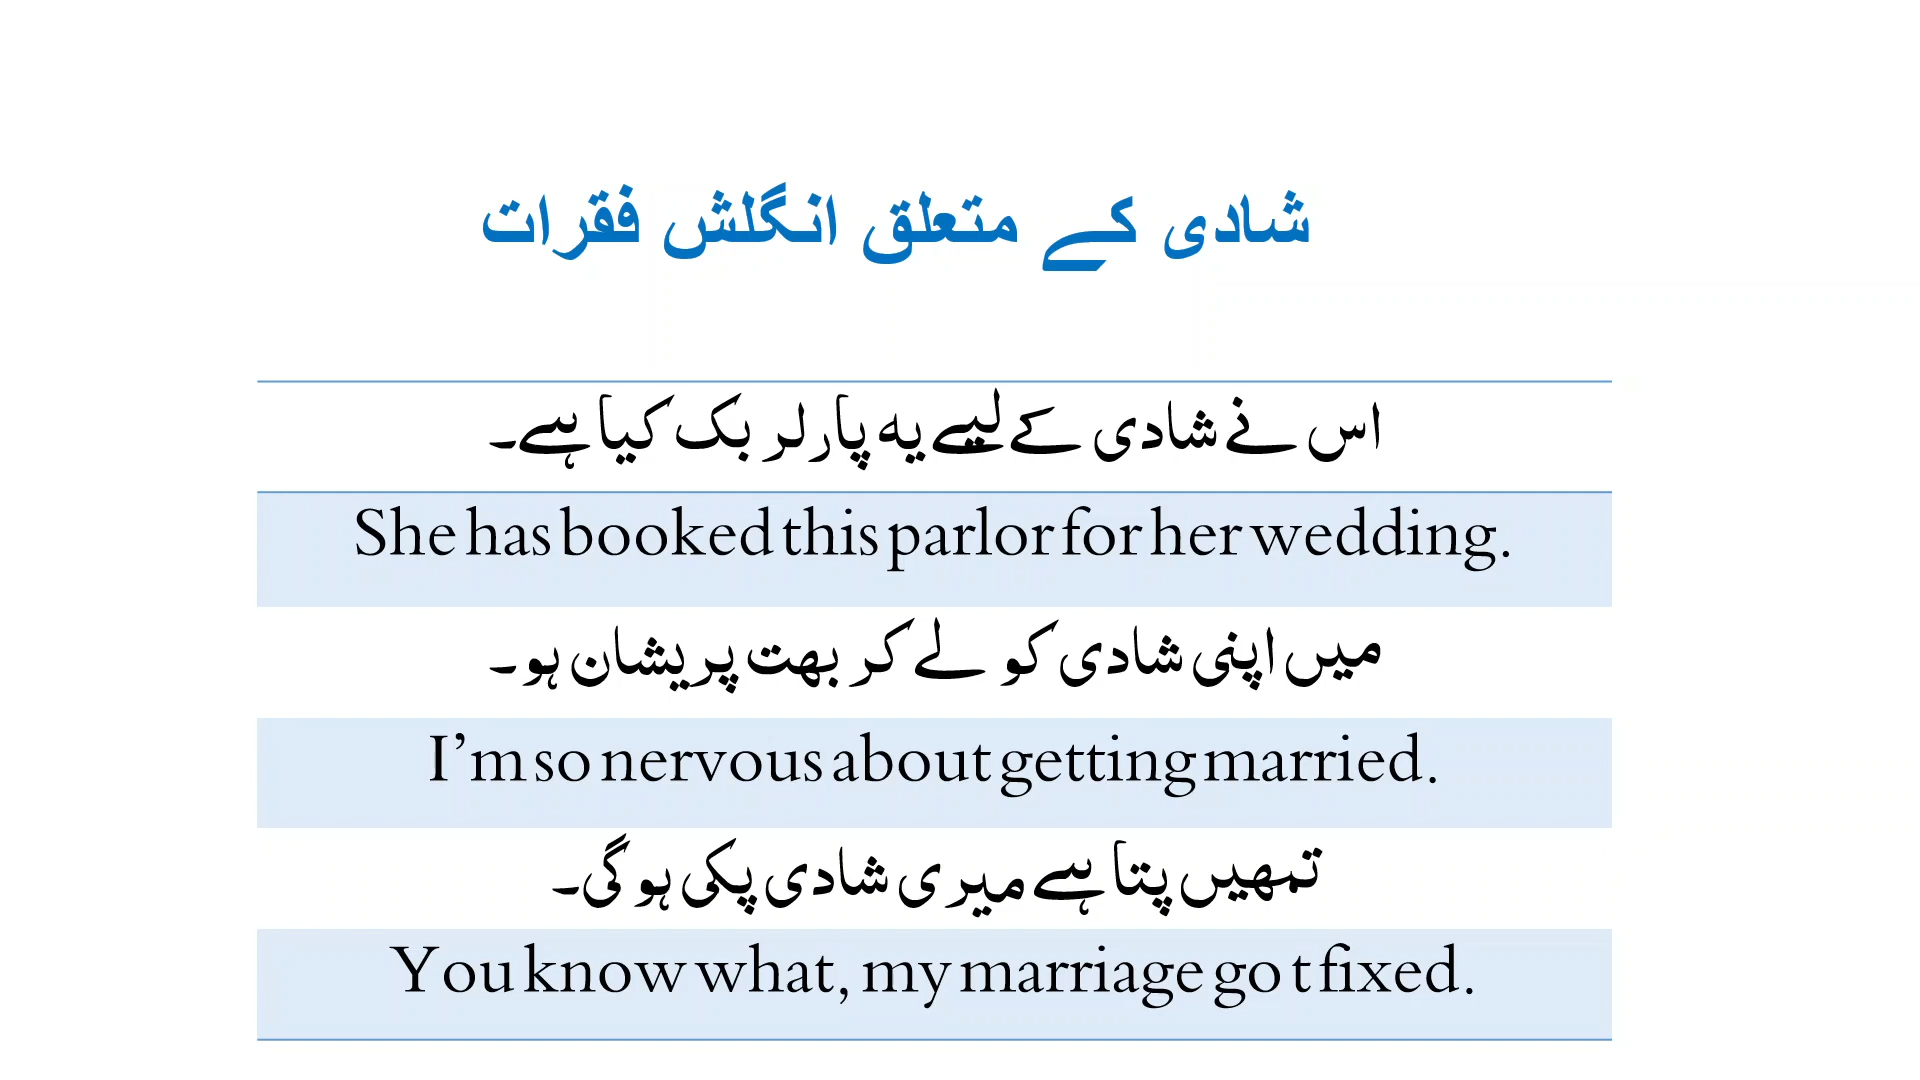 شادی کے متعلق انگلش فقرات
اس نے شادی کے لیے یہ پارلر بک کیا ہے۔
She has booked this parlor for her wedding.
میں اپنی شادی کو لے کر بھت پریشان ہو۔
I’m so nervous about getting married.
تمھیں پتا ہے میری شادی پکی ہو گی۔
You know what, my marriage got fixed.